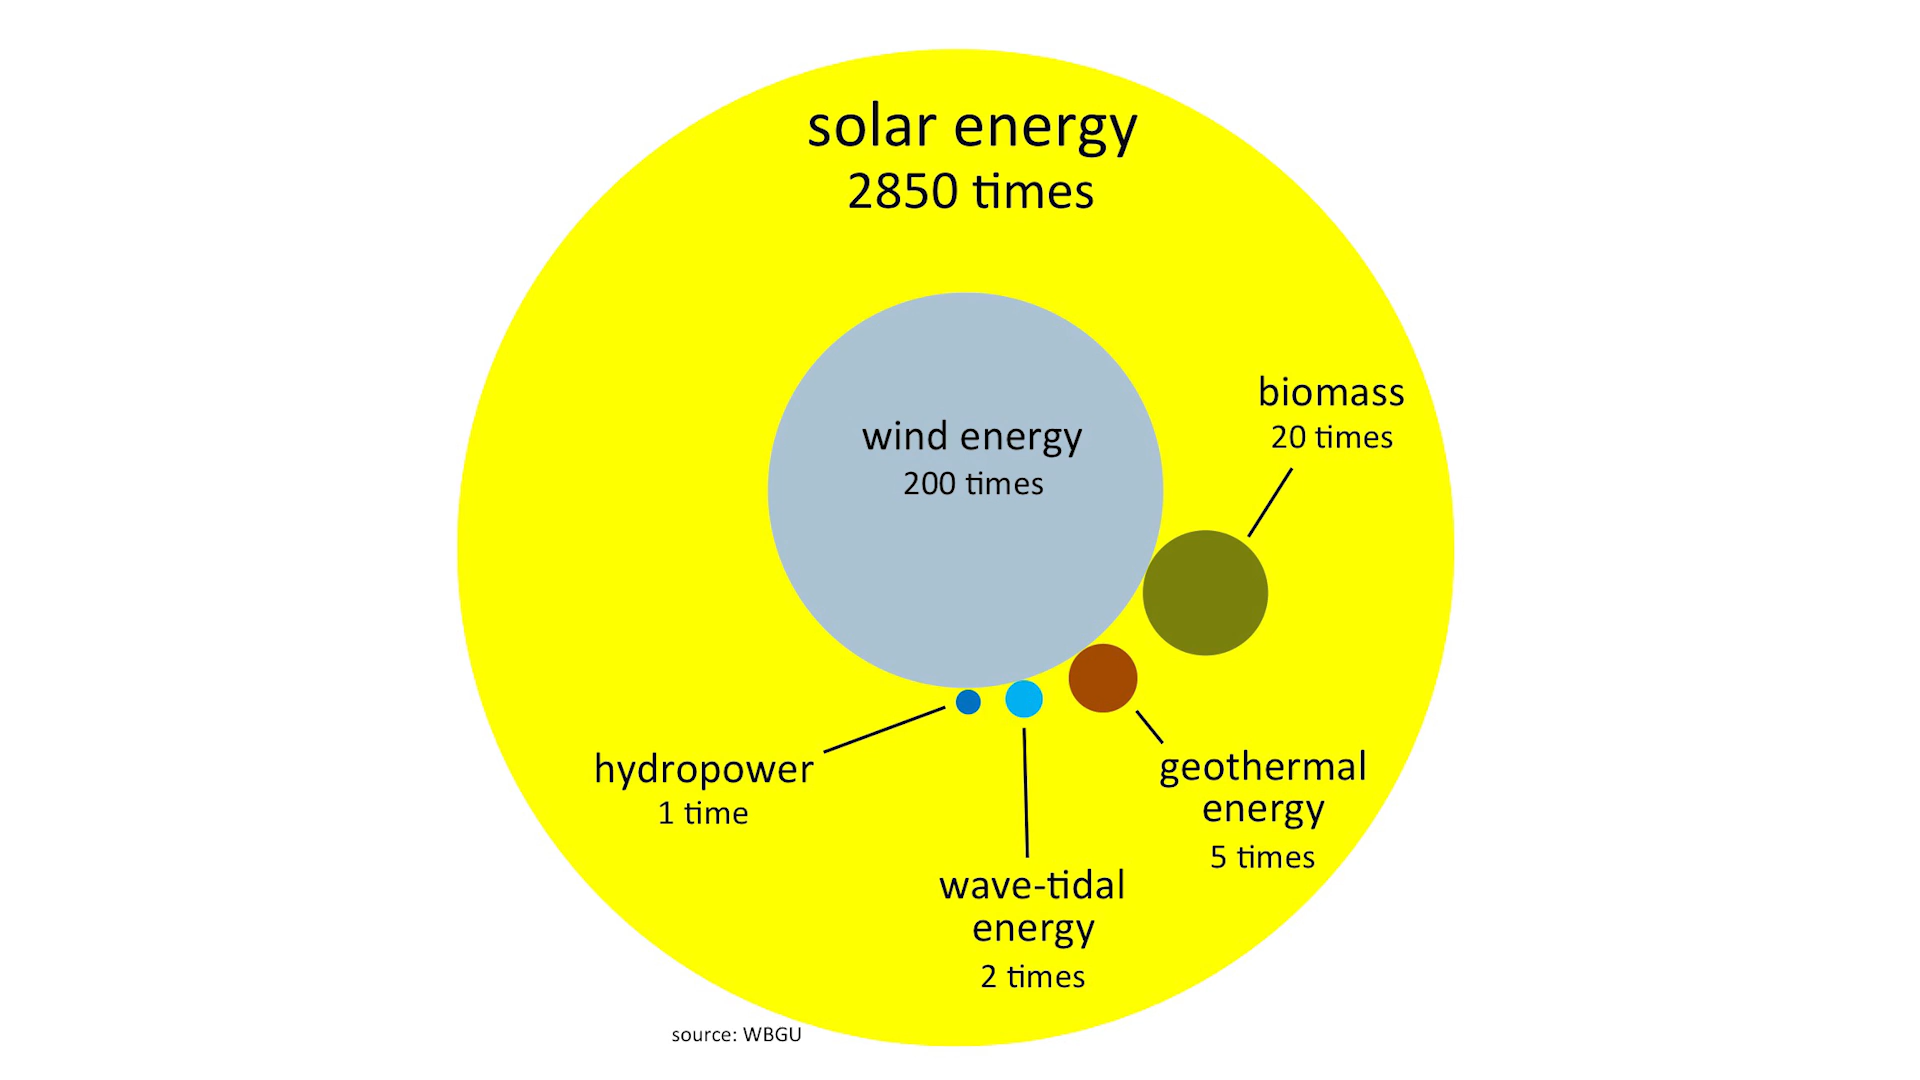 solar energy
2850 times
wind energy
200 times
biomass
20 times
hydropower
1 time
geothermal
energy
5 times
wave-tidal
energy
2 times
source: WBGU